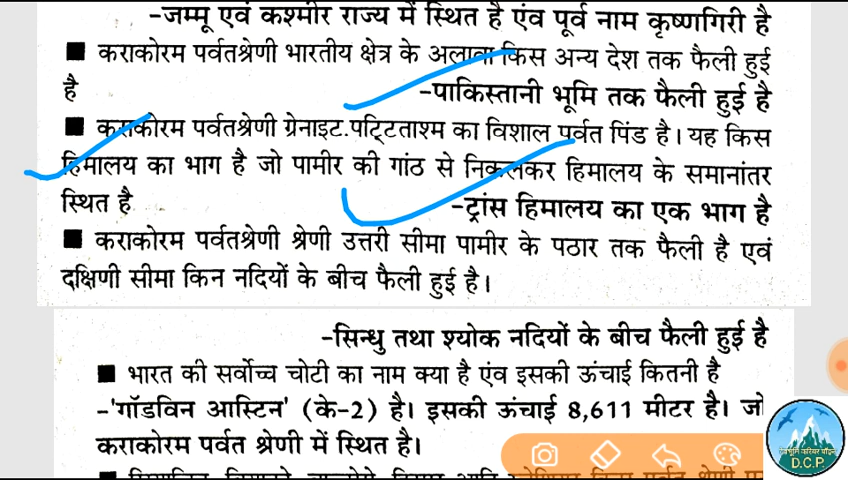 -जम्मू एवं कश्मीर राज्य में स्थित है एंव पूर्व नाम कृष्णगिरी है
■ कराकोरम पर्वतश्रेणी भारतीय क्षेत्र के अलावा किस अन्य देश तक फैली हुई
है -पाकिस्तानी भूमि तक फैली हुई है
■ कराकोरम पर्वतश्रेणी ग्रेनाइट.पट्टिताश्म का विशाल पर्वत पिंड है। यह किस
हिमालय का भाग है जो पामीर की गांठ से निकलकर हिमालय के समानांतर
स्थित है -ट्रांस हिमालय का एक भाग है
■ कराकोरम पर्वतश्रेणी श्रेणी उत्तरी सीमा पामीर के पठार तक फैली है एवं
दक्षिणी सीमा किन नदियों के बीच फैली हुई है।
-सिन्धु तथा श्योक नदियों के बीच फैली हुई है
■ भारत की सर्वोच्च चोटी का नाम क्या है एंव इसकी ऊंचाई कितनी है
-'गॉडविन आस्टिन' (के-2) है। इसकी ऊंचाई 8,611 मीटर है। जो
कराकोरम पर्वत श्रेणी में स्थित है।
D.C.P.